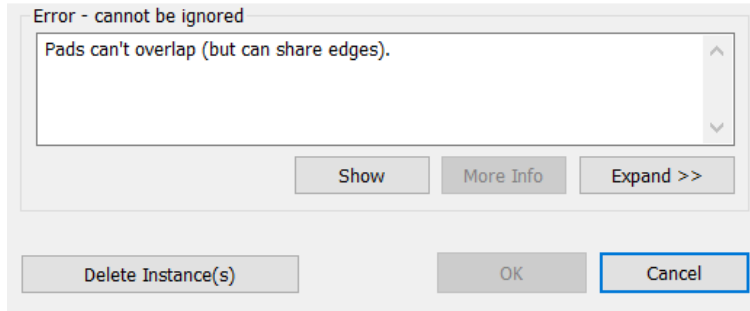 Error - cannot be ignored
Pads can't overlap (but can share edges).
Show More Info Expand >>
Delete Instance(s) OK Cancel